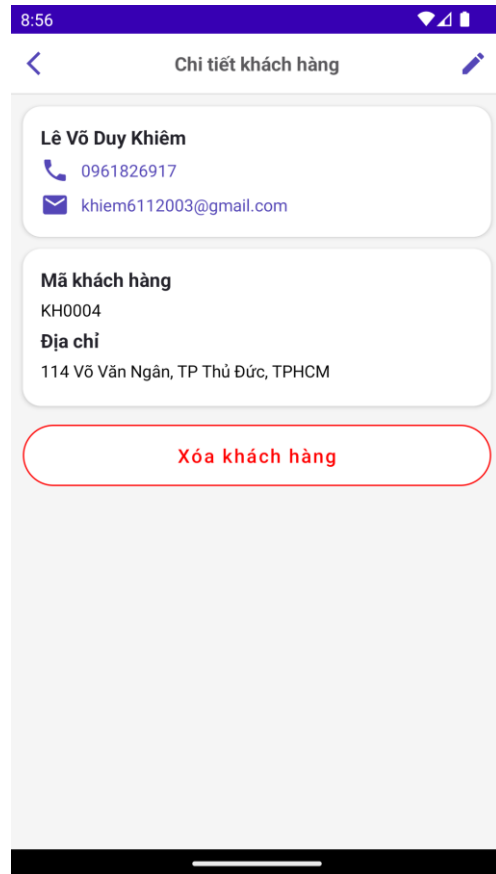 8:56
Chi tiết khách hàng
Lê Võ Duy Khiêm
0961826917
khiem6112003@gmail.com
Mã khách hàng
KH0004
Địa chỉ
114 Võ Văn Ngân, TP Thủ Đức, TPHCM
Xóa khách hàng